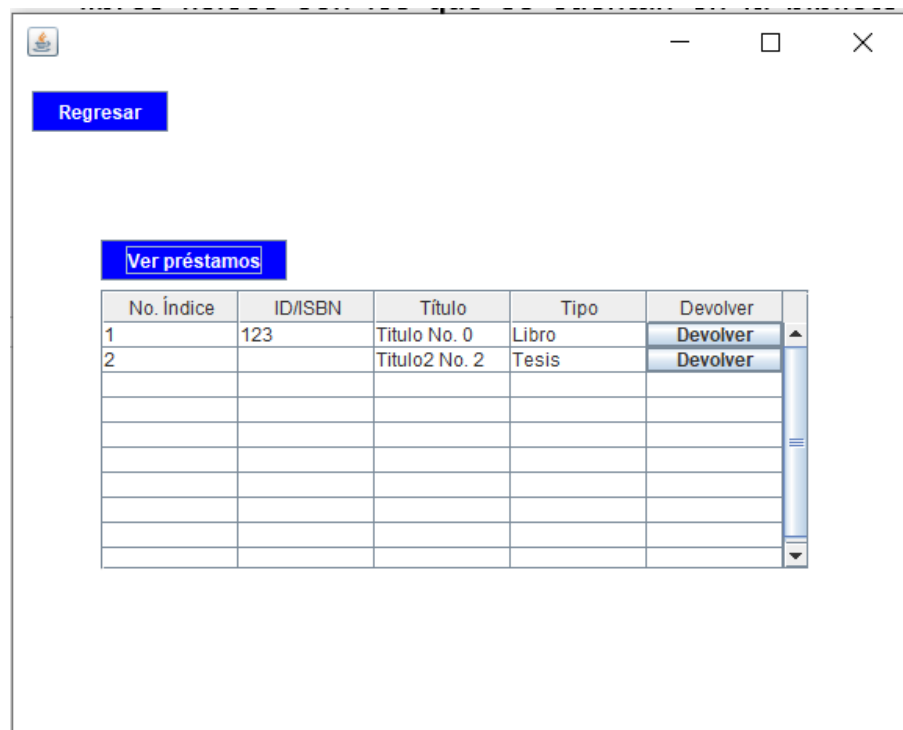 Regresar
Ver préstamos
No. Índice ID/ISBN Título Tipo Devolver
1 123 Titulo No. 0 Libro Devolver
2 Titulo2 No. 2 Tesis Devolver